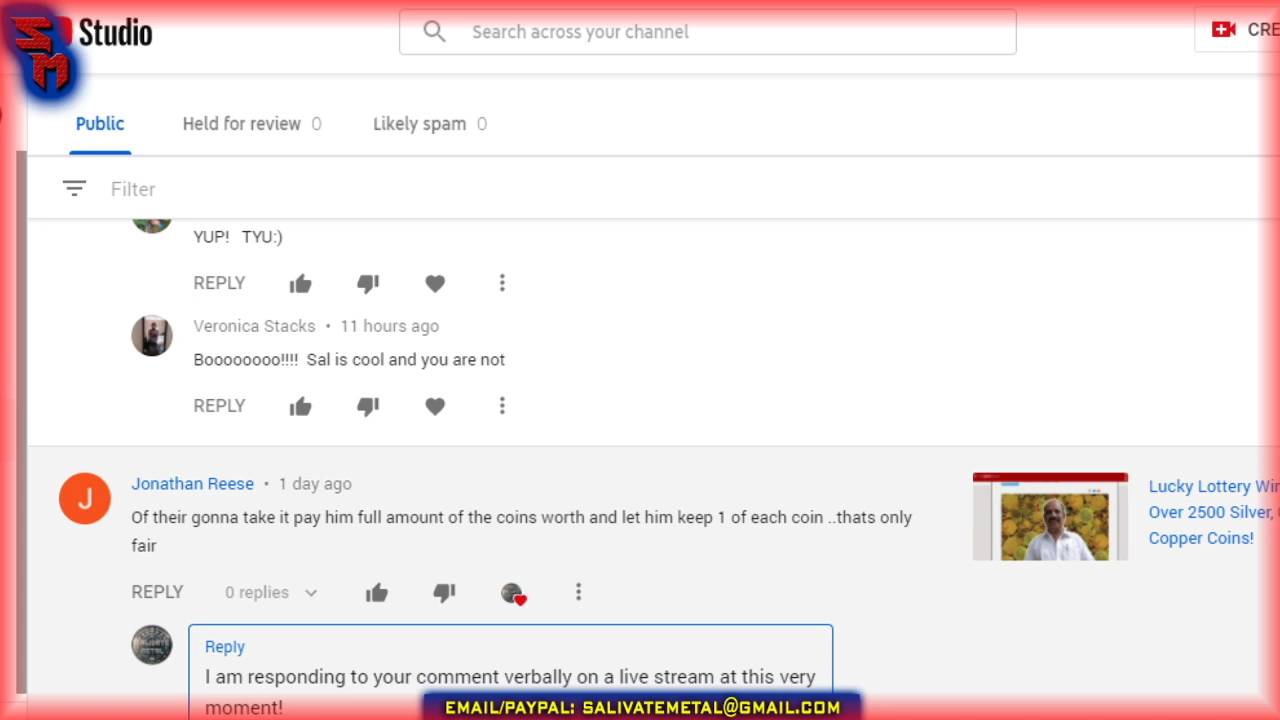 SM
Studio
Search across your channel
CRE
Public
Held for review 0
Likely spam 0
Filter
YUP! TYU:)
REPLY
Veronica Stacks • 11 hours ago
Boooooooo!!!! Sal is cool and you are not
REPLY
J
Jonathan Reese • 1 day ago
Of their gonna take it pay him full amount of the coins worth and let him keep 1 of each coin ..thats only
fair
Lucky Lottery Win
Over 2500 Silver,
Copper Coins!
REPLY
0 replies
Reply
I am responding to your comment verbally on a live stream at this very
moment!
EMAIL/PAYPAL: SALIVATEMETAL@GMAIL.COM